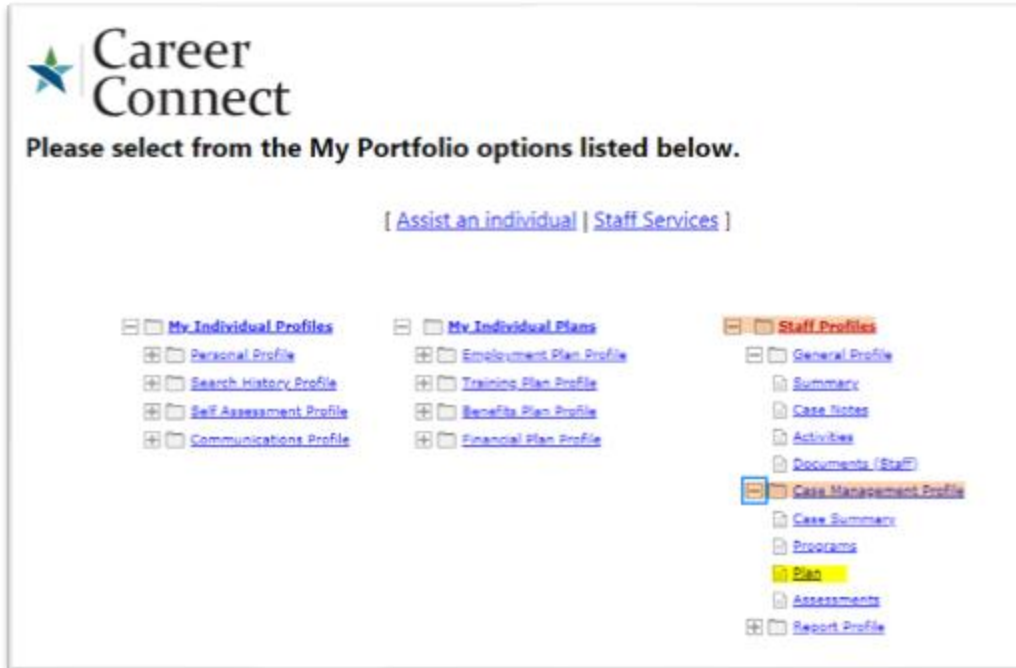 Career
Connect
Please select from the My Portfolio options listed below.
[ Assist an individual | Staff Services ]
My Individual Profiles
Personal Profile
Search History Profile
Self Assessment Profile
Communications Profile
My Individual Plans
Employment Plan Profile
Training Plan Profile
Benefits Plan Profile
Financial Plan Profile
Staff Profiles
General Profile
Summary
Case Notes
Activities
Documents (Staff)
Case Management Profile
Case Summary
Programs
Plan
Assessments
Report Profile